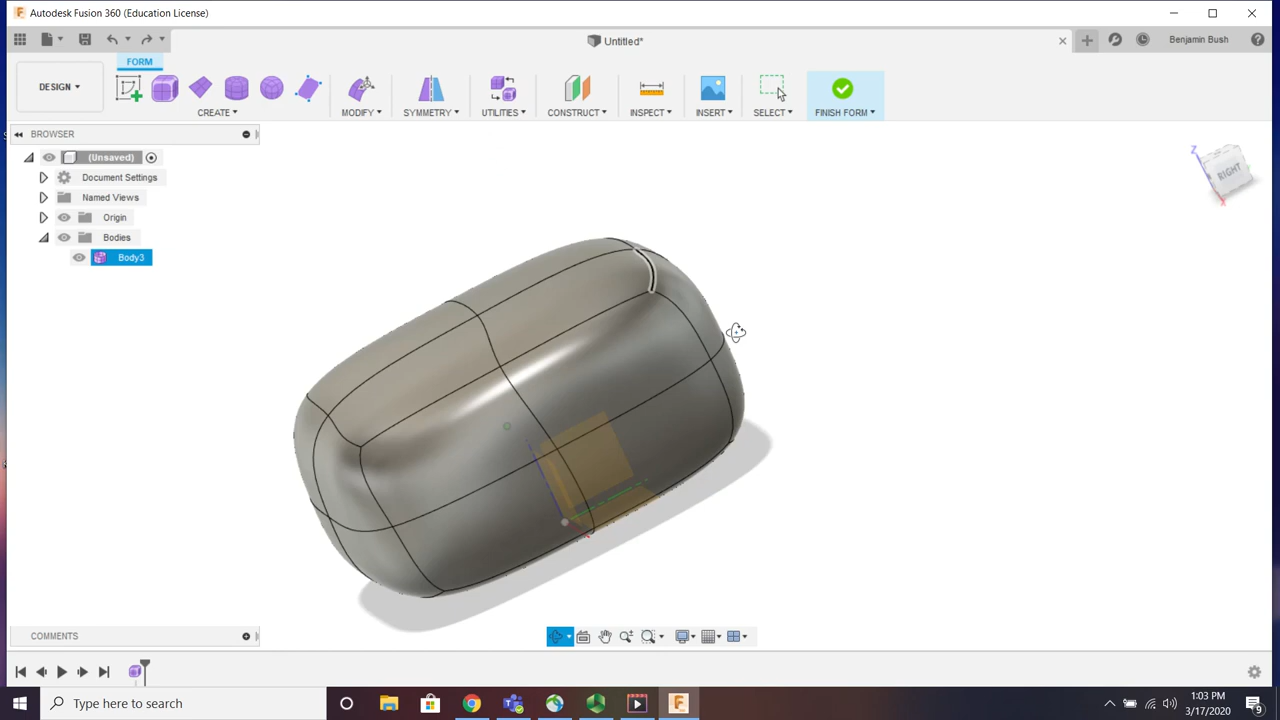 Autodesk Fusion 360 (Education License)
Untitled*
Benjamin Bush
FORM
DESIGN
CREATE
MODIFY
SYMMETRY
UTILITIES
CONSTRUCT
INSPECT
INSERT
SELECT
FINISH FORM
BROWSER
(Unsaved)
Document Settings
Named Views
Origin
Bodies
Body3
Z
RIGHT
X
COMMENTS
Type here to search
1:03 PM
3/17/2020